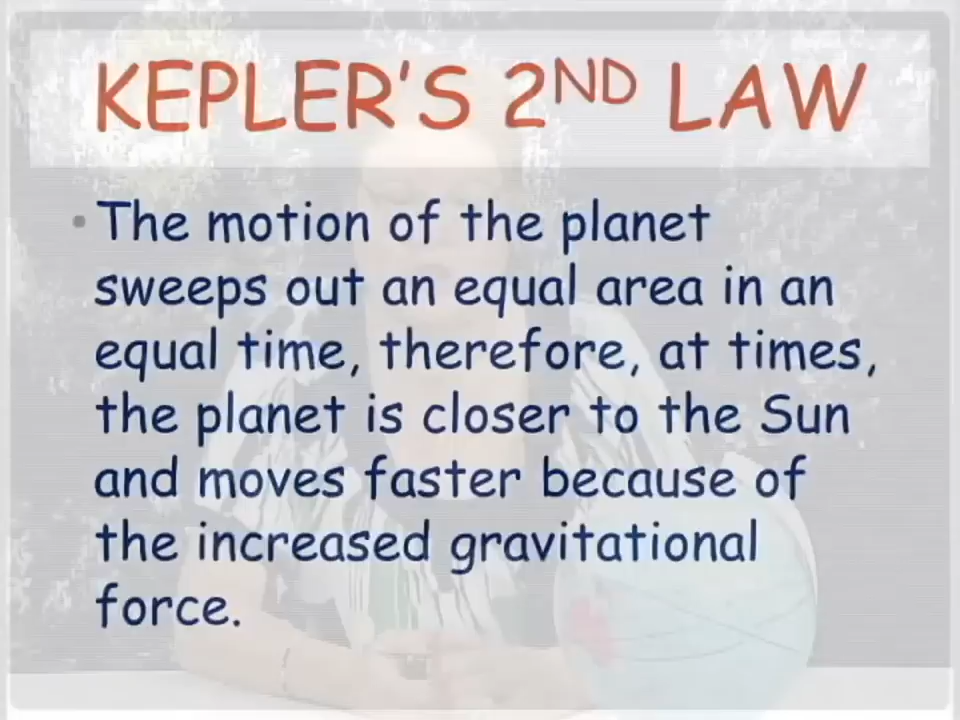 KEPLER'S 2ND LAW
• The motion of the planet
sweeps out an equal area in an
equal time, therefore, at times,
the planet is closer to the Sun
and moves faster because of
the increased gravitational
force.